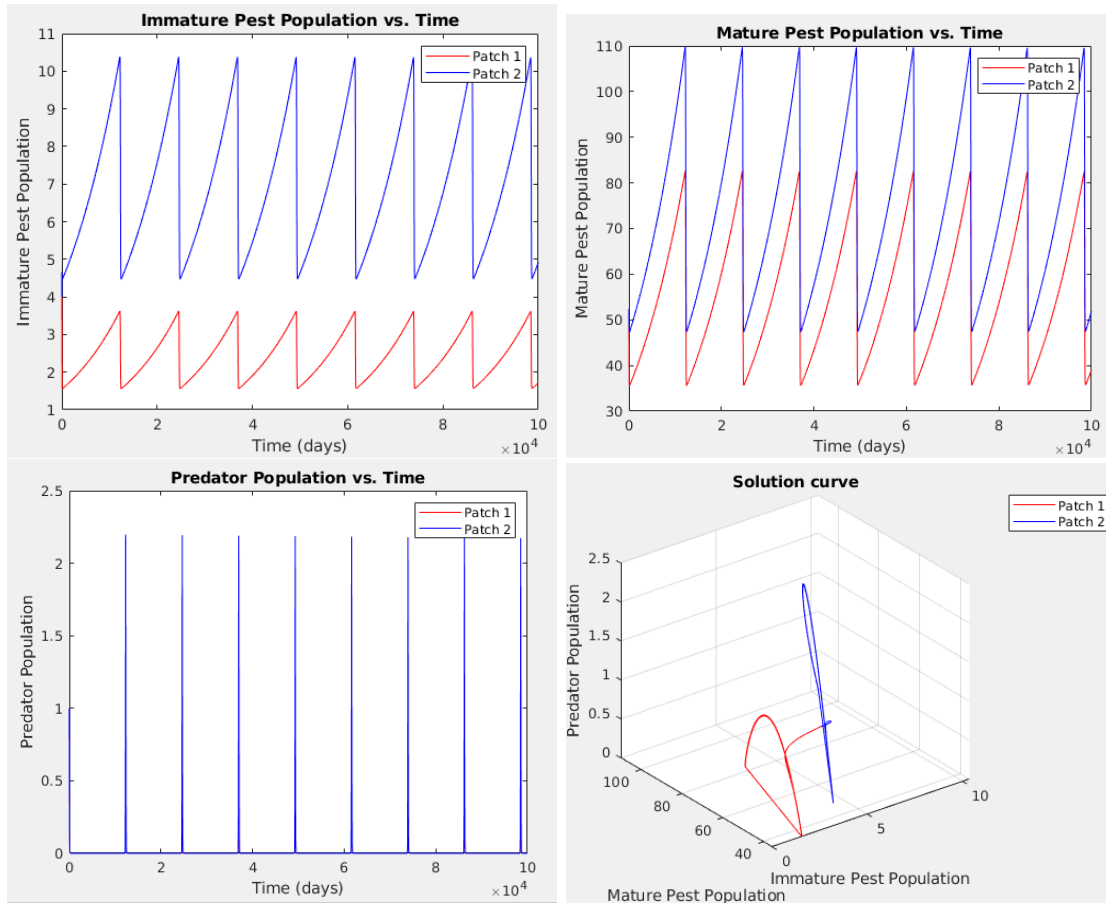 Immature Pest Population vs. Time
11
10
9
8
7
6
5
4
3
2
1
Immature Pest Population
Patch 1
Patch 2
0
2
4
6
8
10
Time (days)
×10^4
Mature Pest Population vs. Time
110
100
90
80
70
60
50
40
30
Mature Pest Population
Patch 1
Patch 2
0
2
4
6
8
10
Time (days)
×10^4
Predator Population vs. Time
2.5
2
1.5
1
0.5
0
Predator Population
Patch 1
Patch 2
0
2
4
6
8
10
Time (days)
×10^4
Solution curve
Patch 1
Patch 2
2.5
2
1.5
1
0.5
0
Predator Population
100
80
60
40
0
5
10
Immature Pest Population
Mature Pest Population